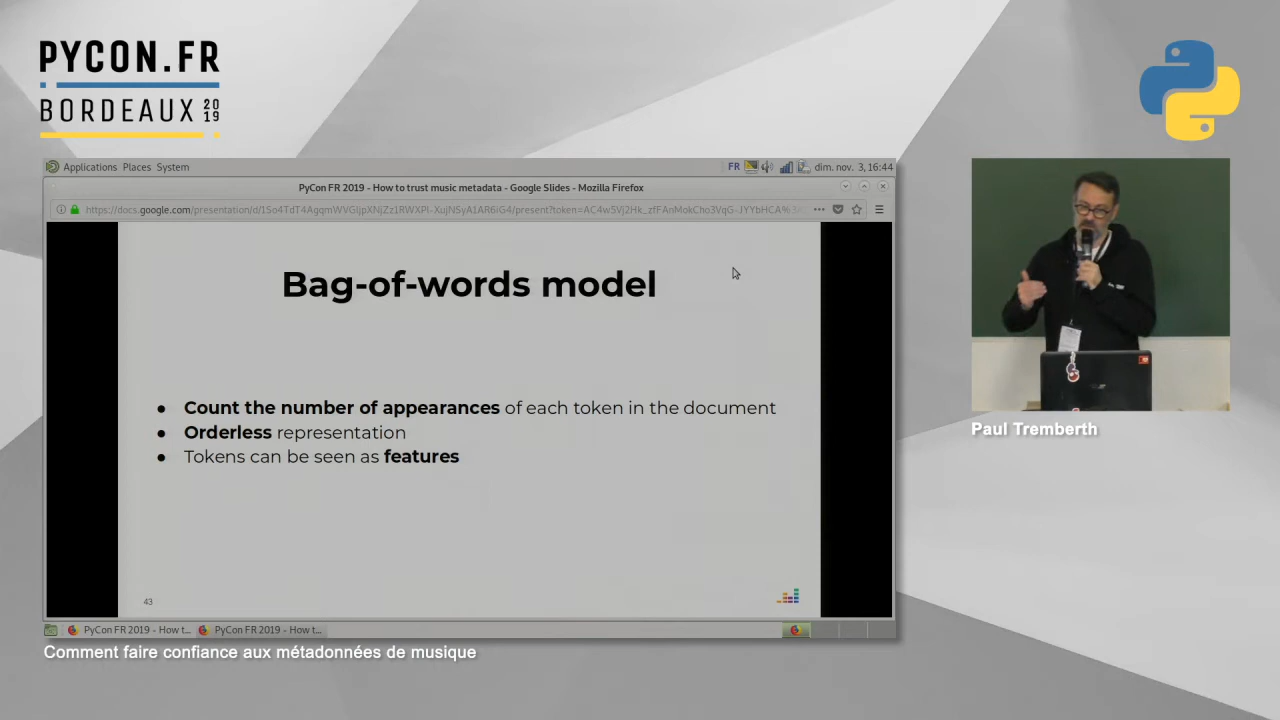 PYCON.FR
BORDEAUX 2019
Applications Places System
FR
dim. nov. 3, 16:44
PyCon FR 2019 - How to trust music metadata - Google Slides - Mozilla Firefox
Bag-of-words model
● Count the number of appearances of each token in the document
● Orderless representation
● Tokens can be seen as features
43
PyCon FR 2019 - How t...
PyCon FR 2019 - How t...
Paul Tremberth
Comment faire confiance aux métadonnées de musique